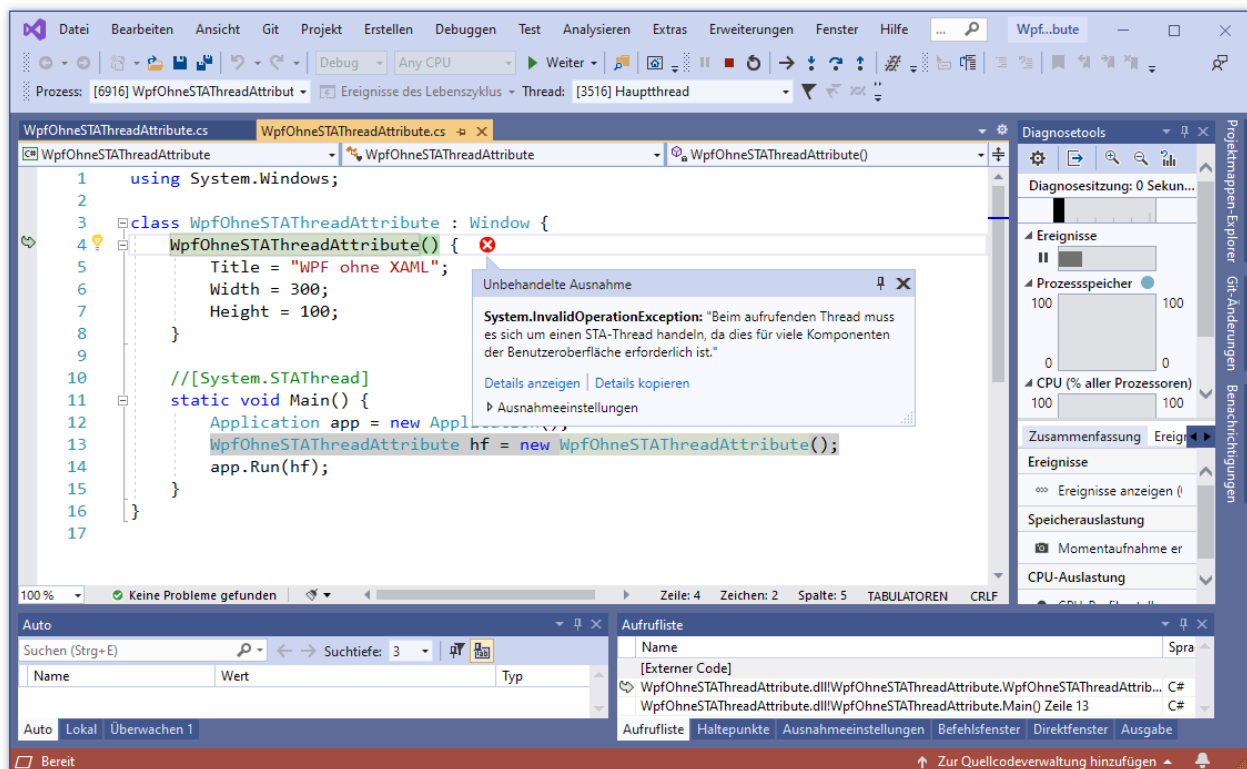 Datei Bearbeiten Ansicht Git Projekt Erstellen Debuggen Test Analysieren Extras Erweiterungen Fenster Hilfe ... Wpf...bute
Debug Any CPU Weiter
Prozess: [6916] WpfOhneSTAThreadAttribut Ereignisse des Lebenszyklus Thread: [3516] Hauptthread
WpfOhneSTAThreadAttribute.cs WpfOhneSTAThreadAttribute.cs
C# WpfOhneSTAThreadAttribute WpfOhneSTAThreadAttribute WpfOhneSTAThreadAttribute()
1 using System.Windows;
2
3 class WpfOhneSTAThreadAttribute : Window {
4 WpfOhneSTAThreadAttribute() {
5 Title = "WPF ohne XAML";
6 Width = 300;
7 Height = 100;
8 }
9
10 //[System.STAThread]
11 static void Main() {
12 Application app = new Application();
13 WpfOhneSTAThreadAttribute hf = new WpfOhneSTAThreadAttribute();
14 app.Run(hf);
15 }
16 }
17
Unbehandelte Ausnahme
System.InvalidOperationException: "Beim aufrufenden Thread muss
es sich um einen STA-Thread handeln, da dies für viele Komponenten
der Benutzeroberfläche erforderlich ist."
Details anzeigen Details kopieren
Ausnahmeeinstellungen
100 % Keine Probleme gefunden Zeile: 4 Zeichen: 2 Spalte: 5 TABULATOREN CRLF
Diagnosetools
Diagnosesitzung: 0 Sekun...
Ereignisse
Prozessspeicher
100 100
0 0
CPU (% aller Prozessoren)
100 100
Zusammenfassung Ereigr
Ereignisse
Ereignisse anzeigen (
Speicherauslastung
Momentaufnahme er
CPU-Auslastung
Projektmappen-Explorer
Git-Änderungen
Benachrichtigungen
Auto
Suchen (Strg+E) Suchtiefe: 3
Name Wert Typ
Auto Lokal Überwachen 1
Aufrufliste
Name Spra
[Externer Code]
WpfOhneSTAThreadAttribute.dll!WpfOhneSTAThreadAttribute.WpfOhneSTAThreadAttrib... C#
WpfOhneSTAThreadAttribute.dll!WpfOhneSTAThreadAttribute.Main() Zeile 13 C#
Aufrufliste Haltepunkte Ausnahmeeinstellungen Befehlsfenster Direktfenster Ausgabe
Bereit Zur Quellcodeverwaltung hinzufügen